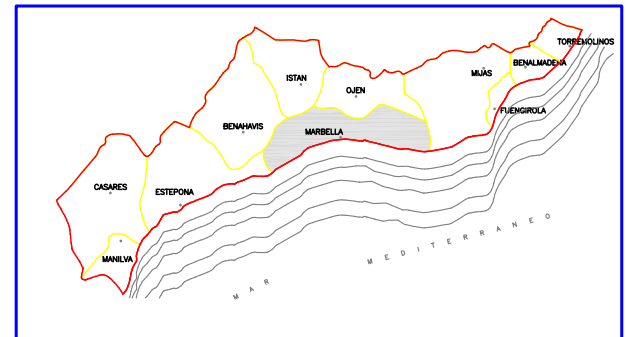 TORREMOLINOS
BENALMADENA
MIJAS
ISTAN
OJEN
FUENGIROLA
BENAHAVIS
MARBELLA
CASARES
ESTEPONA
MANILVA
MAR MEDITERRANEO